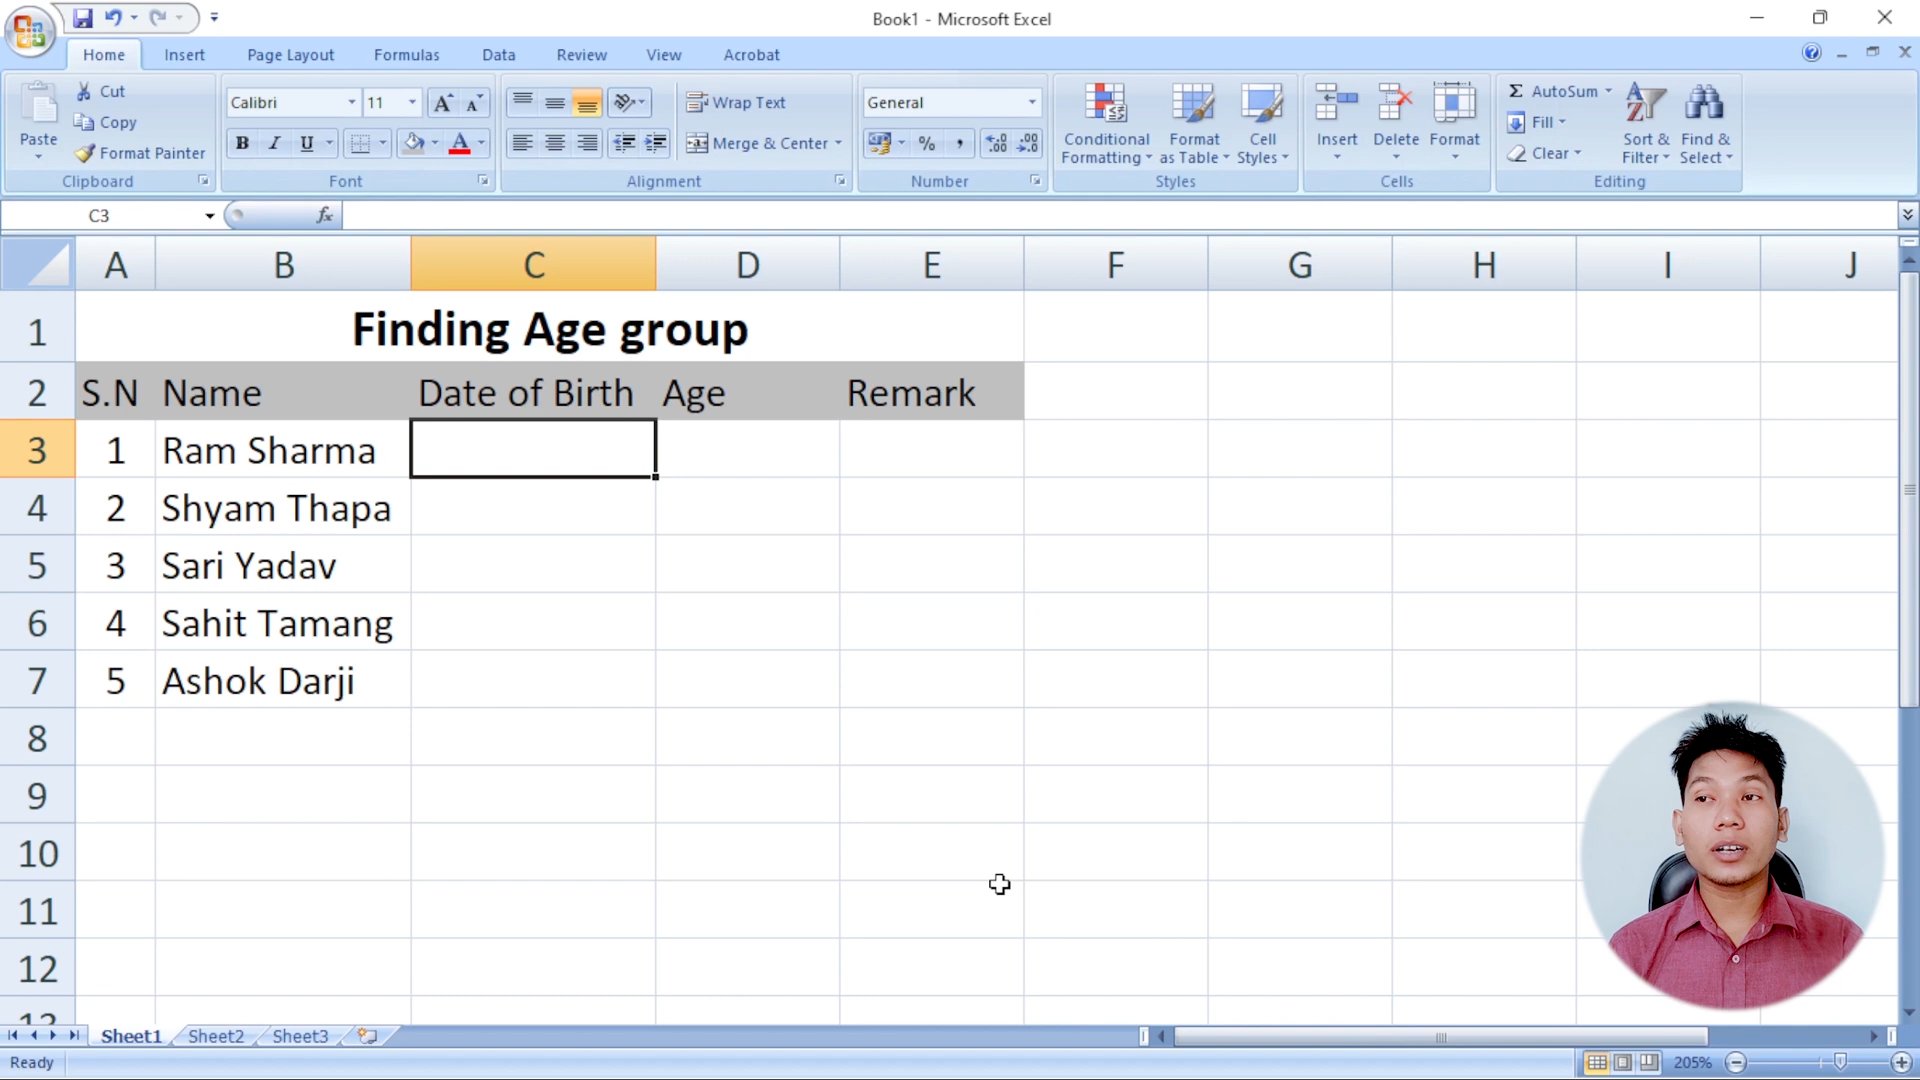 Book1 - Microsoft Excel
Home Insert Page Layout Formulas Data Review View Acrobat
Paste
Cut
Copy
Format Painter
Clipboard
Calibri 11
B I U
Font
Wrap Text
Merge & Center
Alignment
General
% ,
Number
Conditional Formatting
Format as Table
Cell Styles
Styles
Insert Delete Format
Cells
Σ AutoSum
Fill
Clear
Sort & Filter
Find & Select
Editing
C3 fx
A B C D E F G H I J
1 Finding Age group
2 S.N Name Date of Birth Age Remark
3 1 Ram Sharma
4 2 Shyam Thapa
5 3 Sari Yadav
6 4 Sahit Tamang
7 5 Ashok Darji
8
9
10
11
12
13
Sheet1 Sheet2 Sheet3
Ready 205%